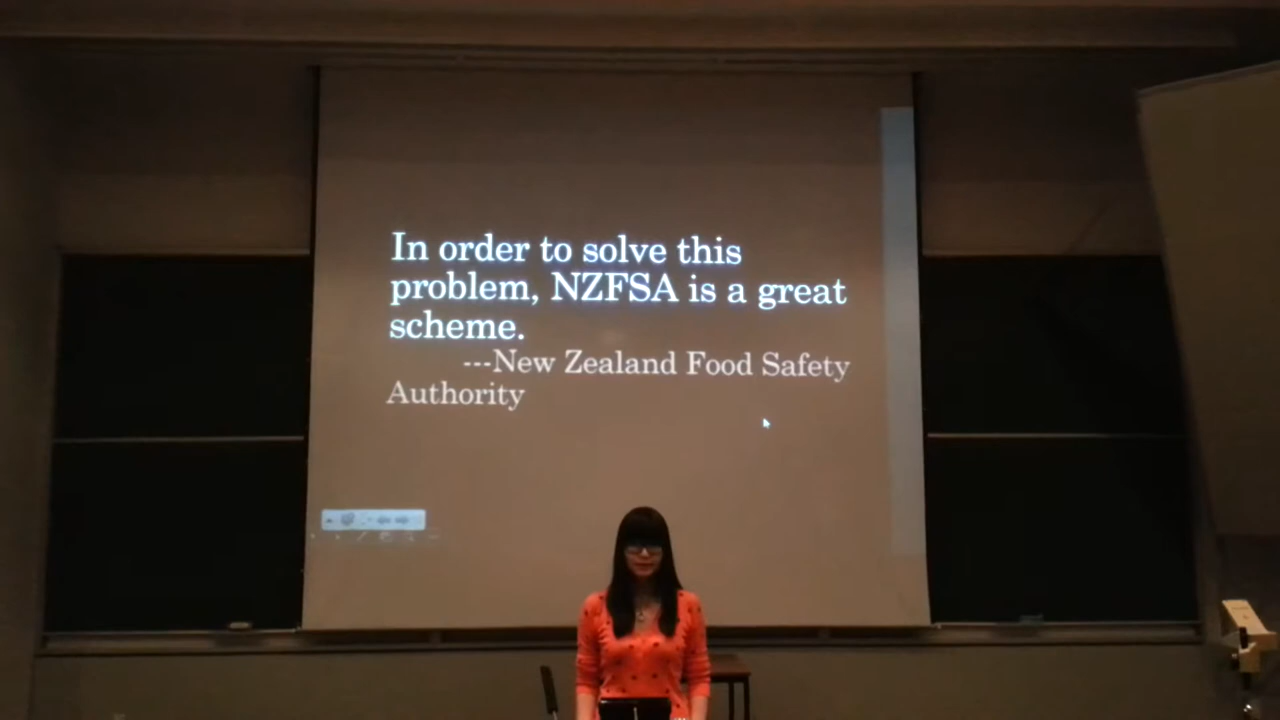 In order to solve this
problem, NZFSA is a great
scheme.
---New Zealand Food Safety
Authority